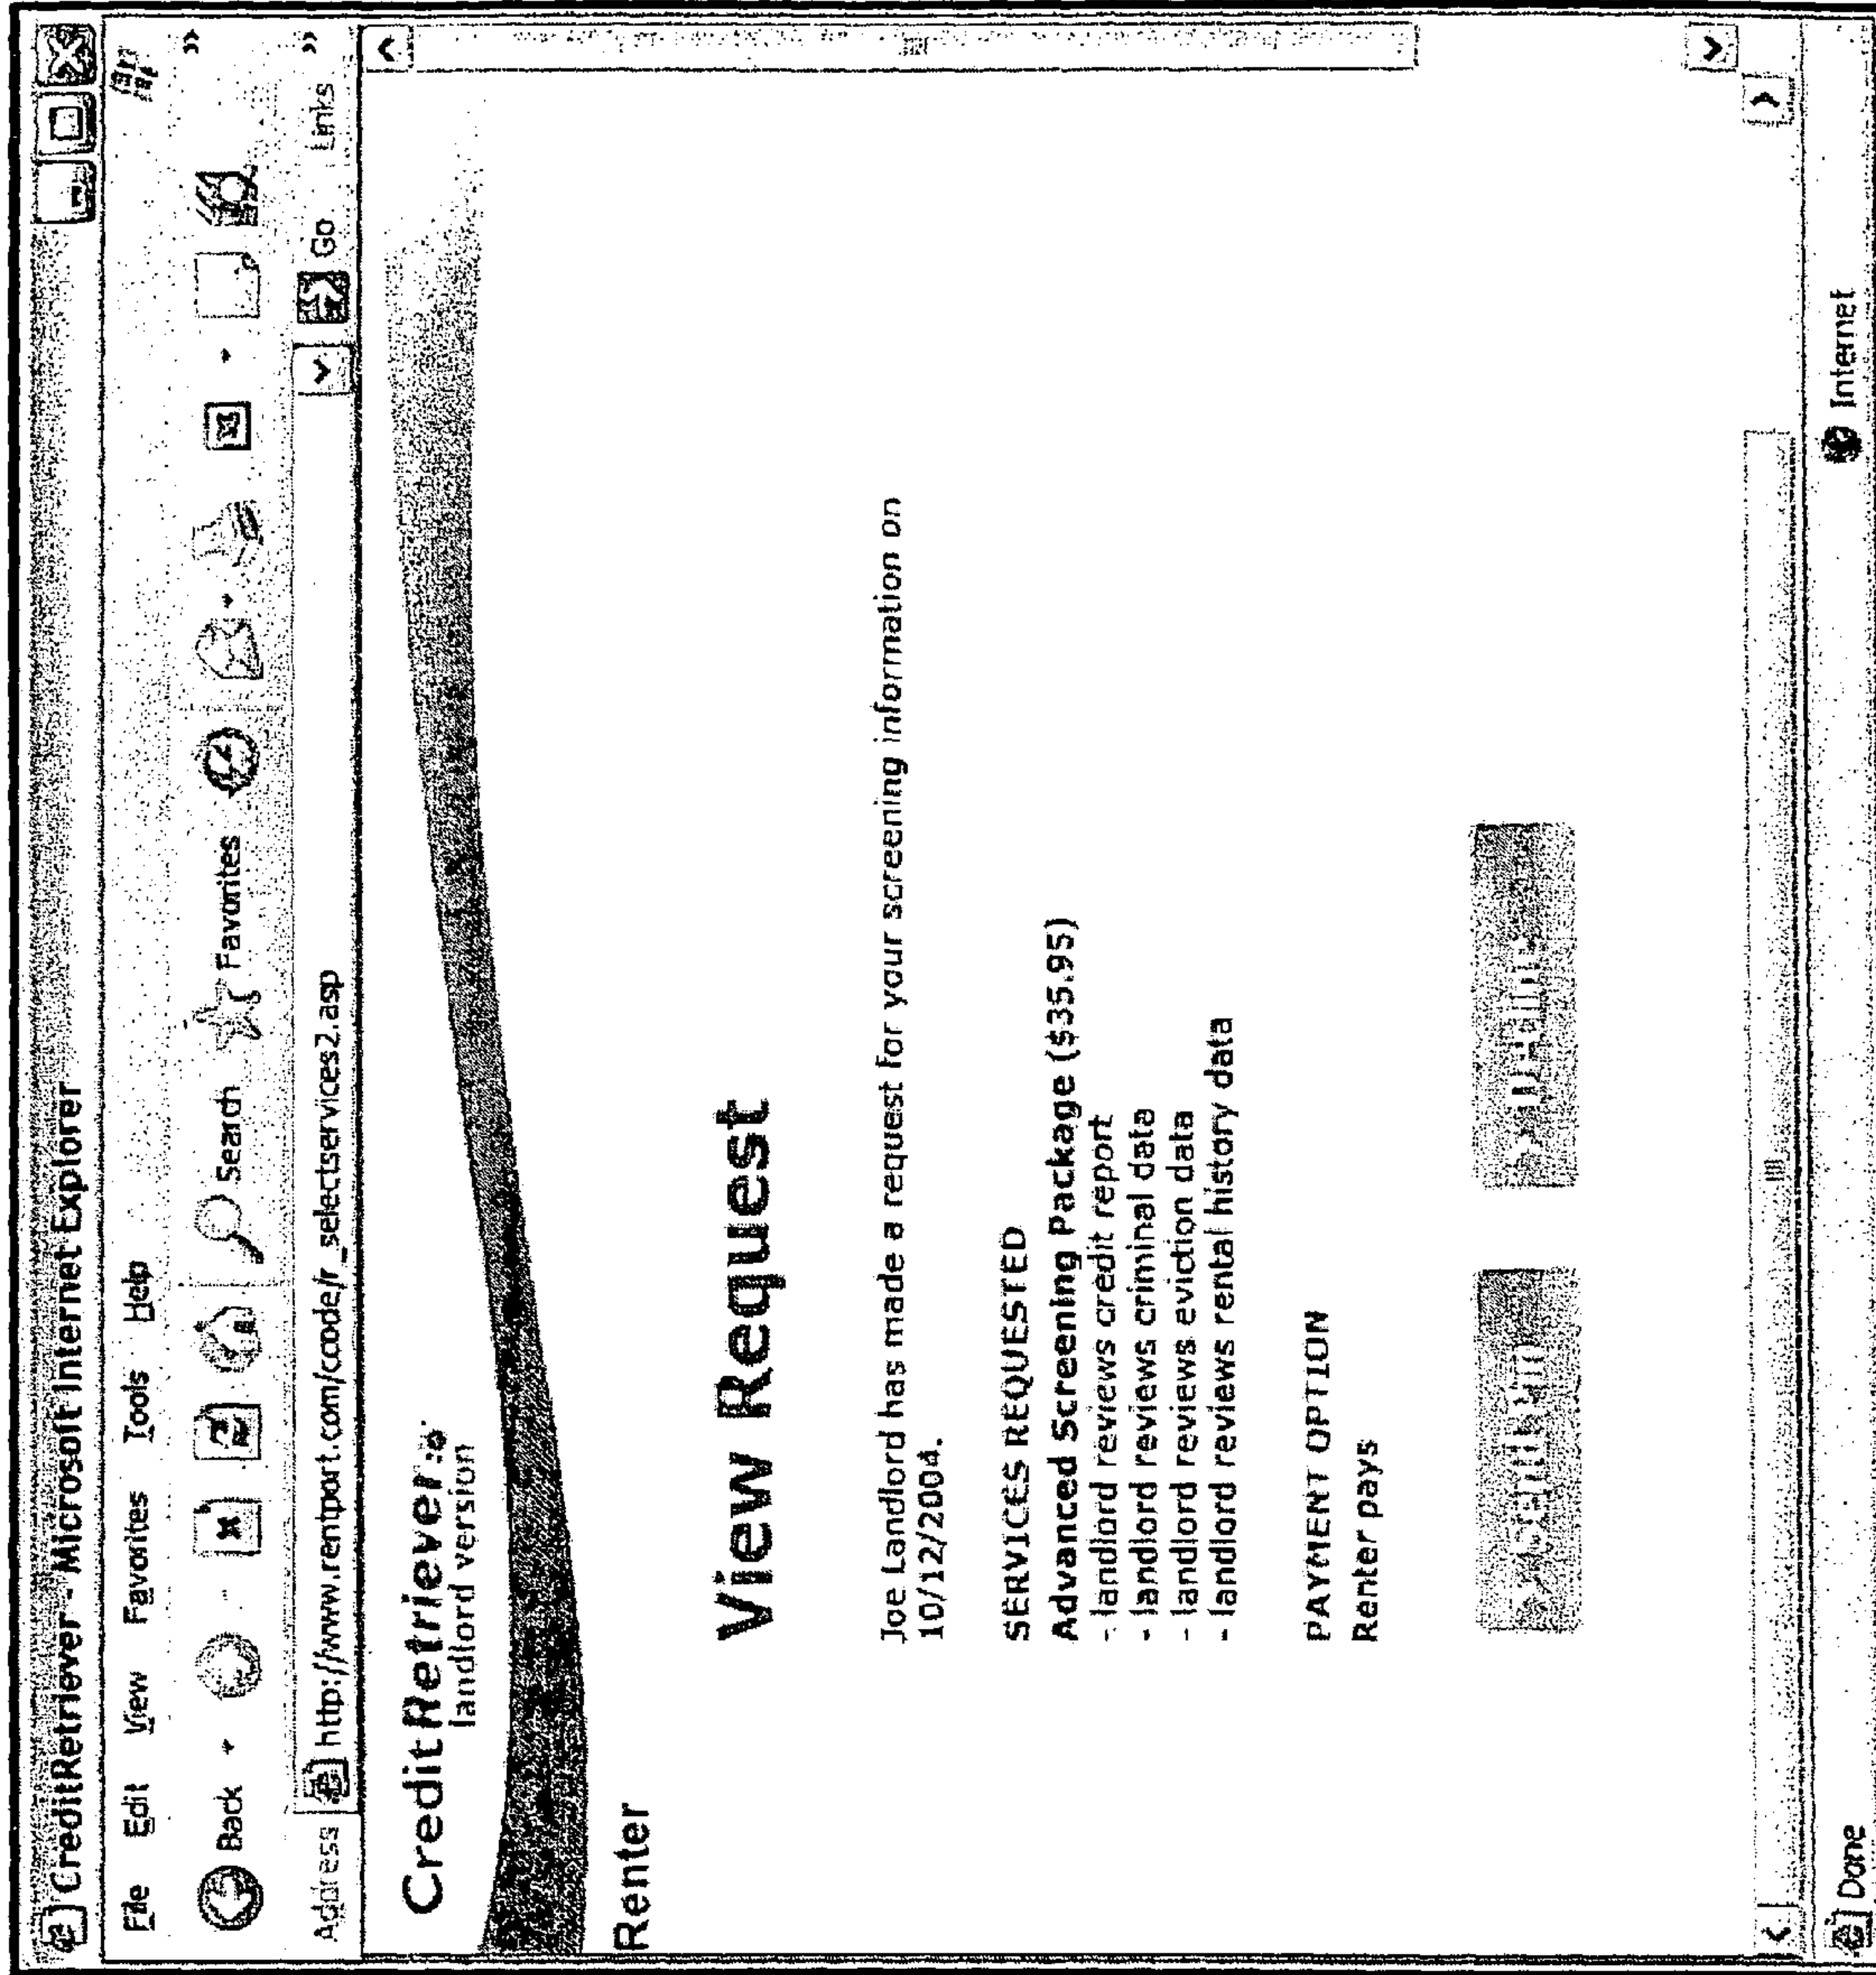 CreditRetriever - Microsoft Internet Explorer
File Edit View Favorites Tools Help
Back Search Favorites
Address http://www.rentport.com/code/r_selectservices2.asp Go Links
CreditRetriever
landlord version
Renter
View Request
Joe Landlord has made a request for your screening information on
10/12/2004.
SERVICES REQUESTED
Advanced Screening Package ($35.95)
- landlord reviews credit report
- landlord reviews criminal data
- landlord reviews eviction data
- landlord reviews rental history data
PAYMENT OPTION
Renter pays
Done Internet